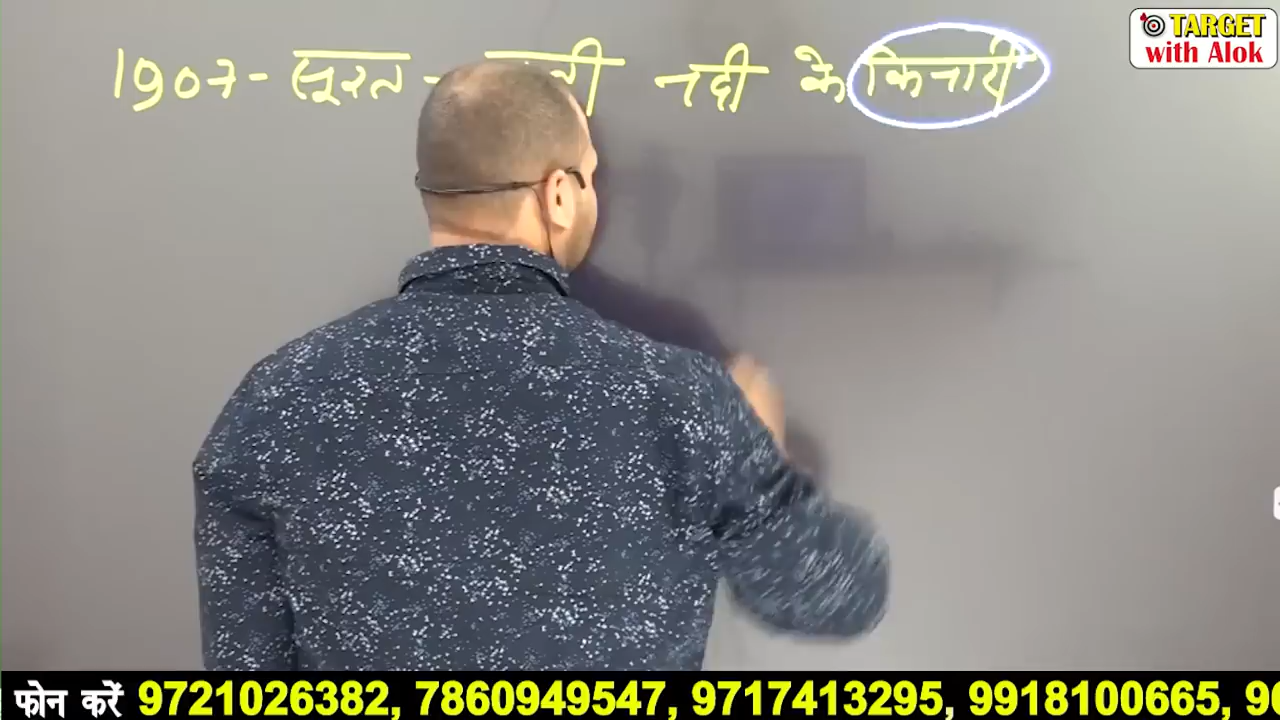 1907- सूरत -
नदी के किनारे
TARGET
with Alok
फोन करें 9721026382, 7860949547, 9717413295, 9918100665,